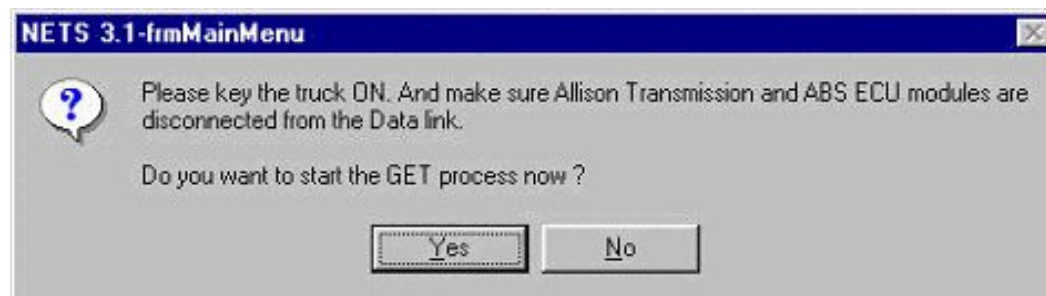 NETS 3.1-frmMainMenu
Please key the truck ON. And make sure Allison Transmission and ABS ECU modules are
disconnected from the Data link.
Do you want to start the GET process now ?
Yes
No